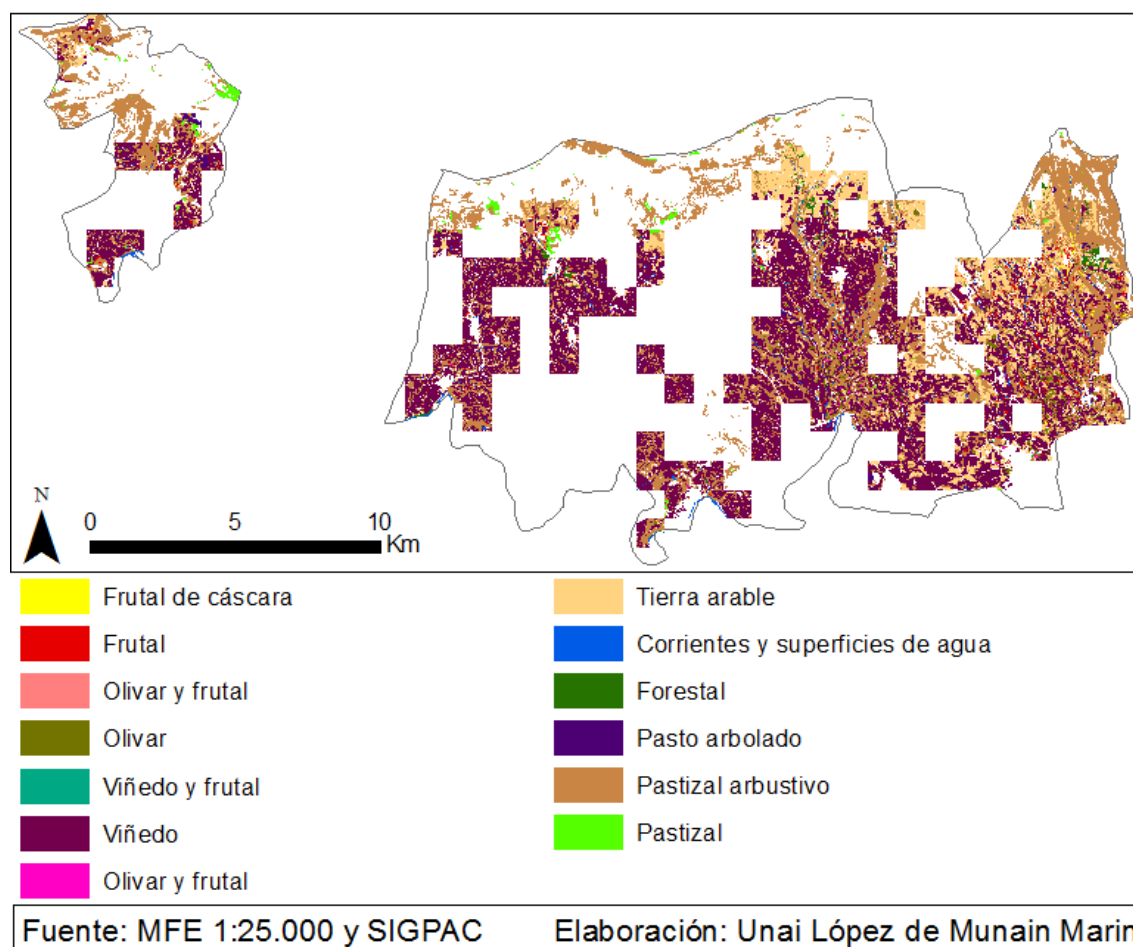 N
0 5 10
Km
Frutal de cáscara
Frutal
Olivar y frutal
Olivar
Viñedo y frutal
Viñedo
Olivar y frutal
Tierra arable
Corrientes y superficies de agua
Forestal
Pasto arbolado
Pastizal arbustivo
Pastizal
Fuente: MFE 1:25.000 y SIGPAC Elaboración: Unai López de Munain Marin